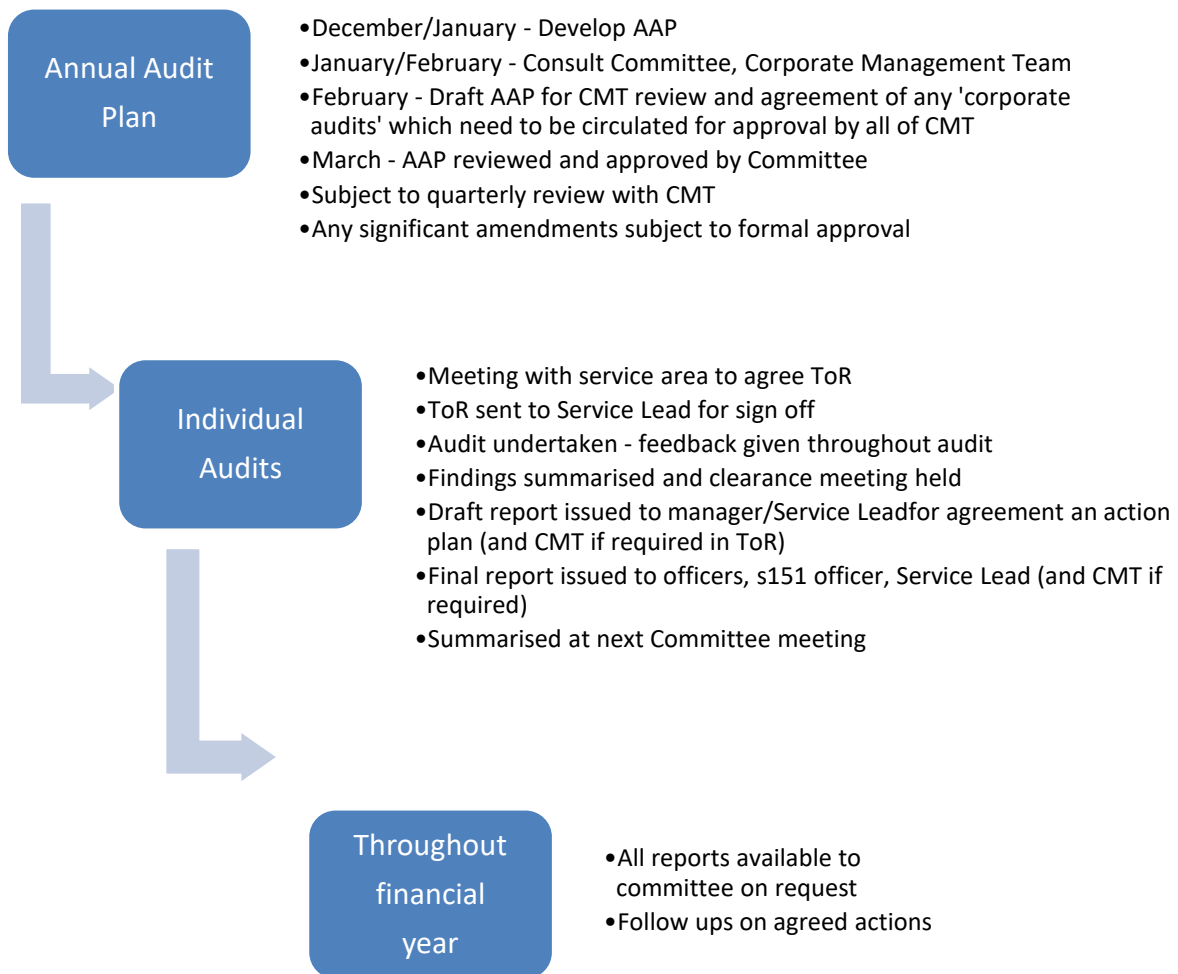 Annual Audit
Plan
•December/January - Develop AAP
•January/February - Consult Committee, Corporate Management Team
•February - Draft AAP for CMT review and agreement of any 'corporate
audits' which need to be circulated for approval by all of CMT
•March - AAP reviewed and approved by Committee
•Subject to quarterly review with CMT
•Any significant amendments subject to formal approval
Individual
Audits
•Meeting with service area to agree ToR
•ToR sent to Service Lead for sign off
•Audit undertaken - feedback given throughout audit
•Findings summarised and clearance meeting held
•Draft report issued to manager/Service Leadfor agreement an action
plan (and CMT if required in ToR)
•Final report issued to officers, s151 officer, Service Lead (and CMT if
required)
•Summarised at next Committee meeting
Throughout
financial
year
•All reports available to
committee on request
•Follow ups on agreed actions